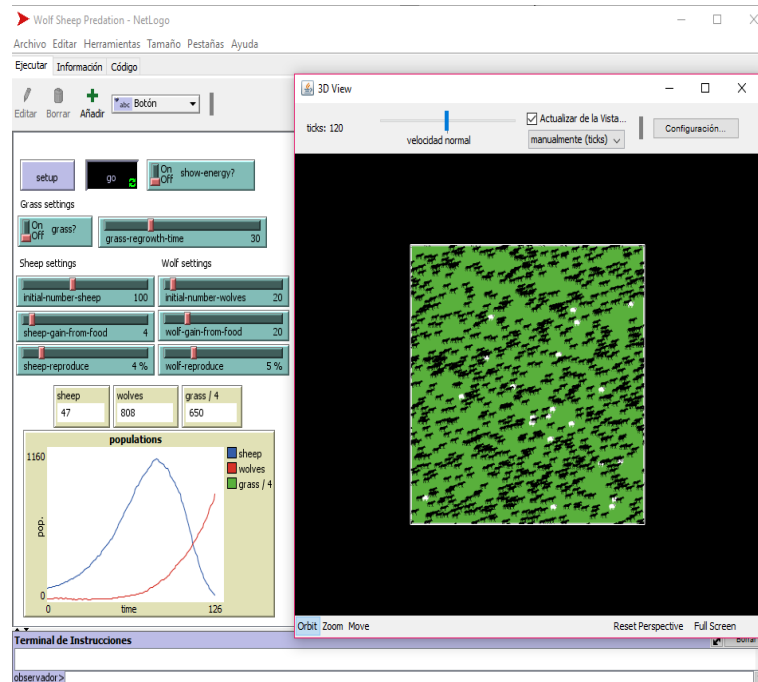 Wolf Sheep Predation - NetLogo
Archivo Editar Herramientas Tamaño Pestañas Ayuda
Ejecutar Información Código
Editar Borrar Añadir
abc Botón
3D View
ticks: 120
velocidad normal
Actualizar de la Vista...
manualmente (ticks)
Configuración...
setup
go
On
Off
show-energy?
Grass settings
On
Off
grass?
grass-regrowth-time 30
Sheep settings Wolf settings
initial-number-sheep 100 initial-number-wolves 20
sheep-gain-from-food 4 wolf-gain-from-food 20
sheep-reproduce 4 % wolf-reproduce 5 %
sheep wolves grass / 4
47 808 650
populations
1160
pop.
0
0 time 126
sheep
wolves
grass / 4
Orbit Zoom Move Reset Perspective Full Screen
Terminal de Instrucciones
Borrar
observador>